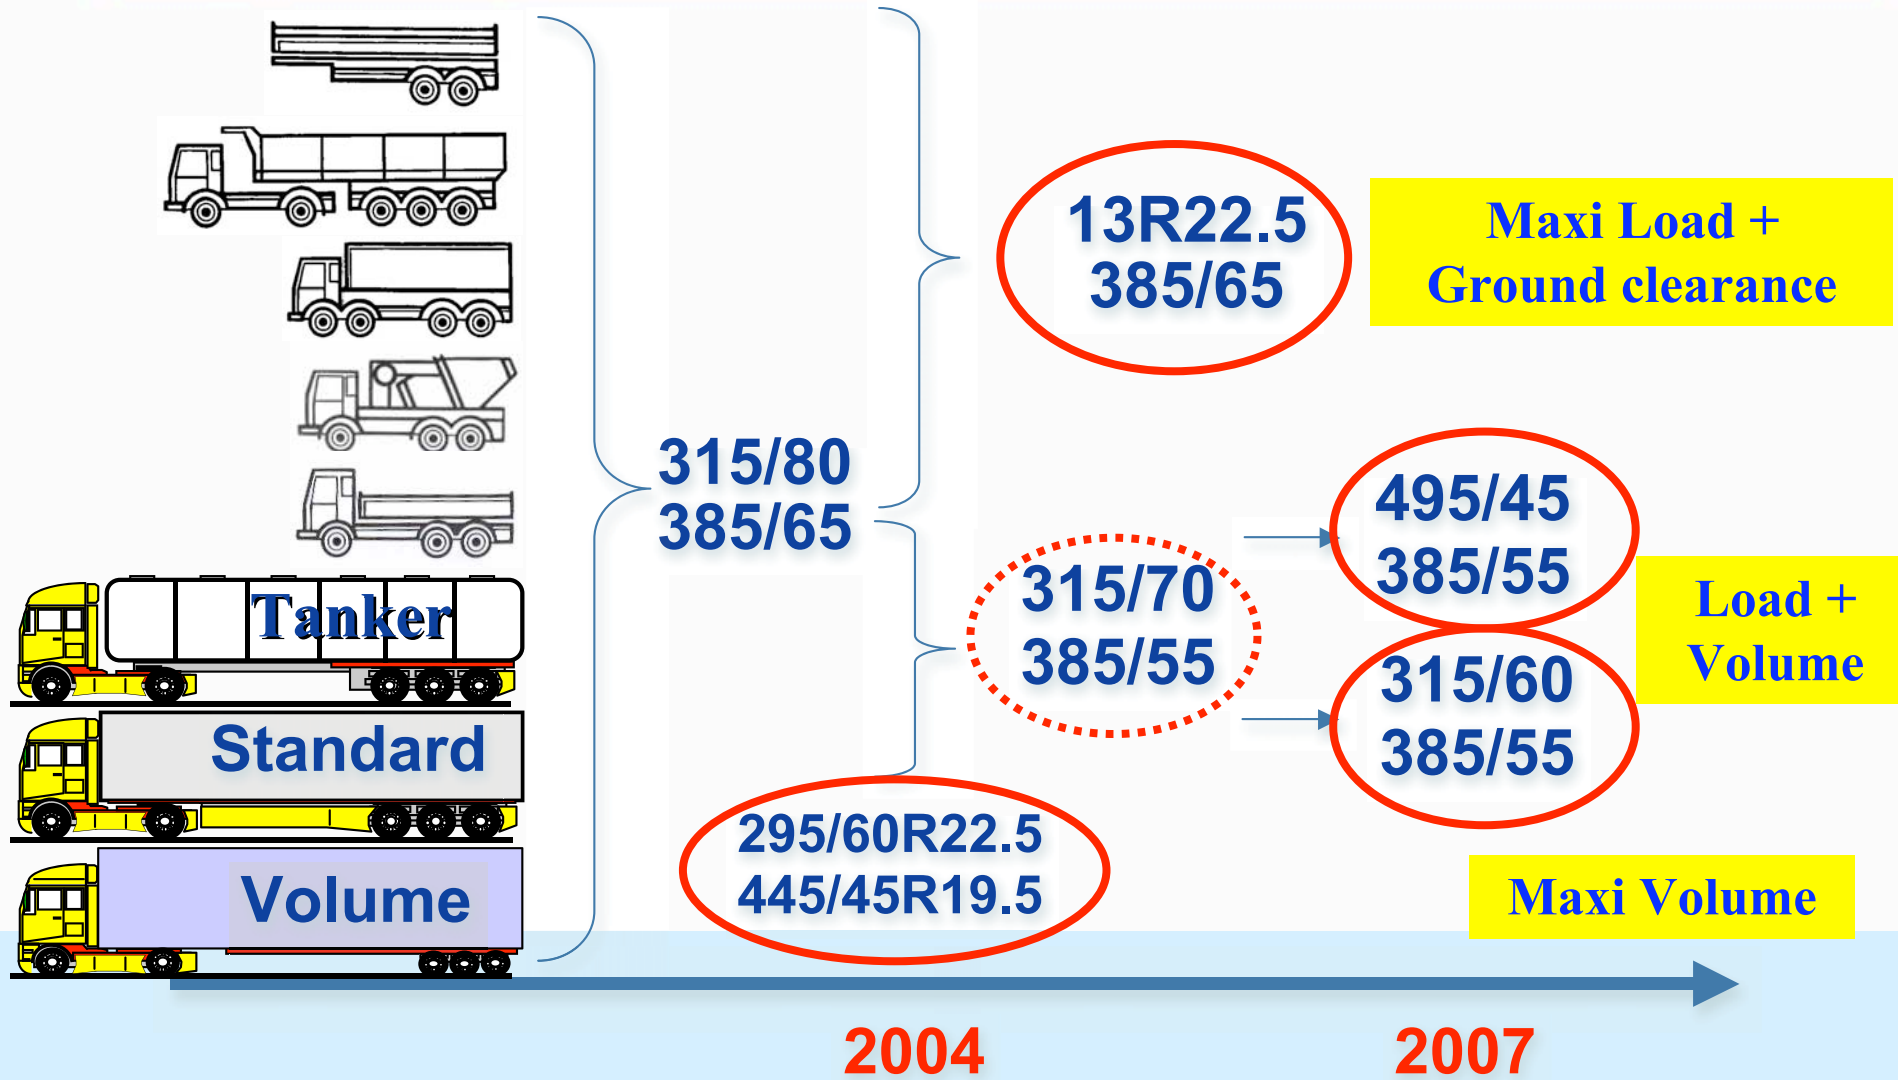 13R22.5
385/65
Maxi Load +
Ground clearance
315/80
385/65
495/45
385/55
315/70
385/55
Load +
Volume
315/60
385/55
Tanker
Standard
Volume
295/60R22.5
445/45R19.5
Maxi Volume
2004
2007